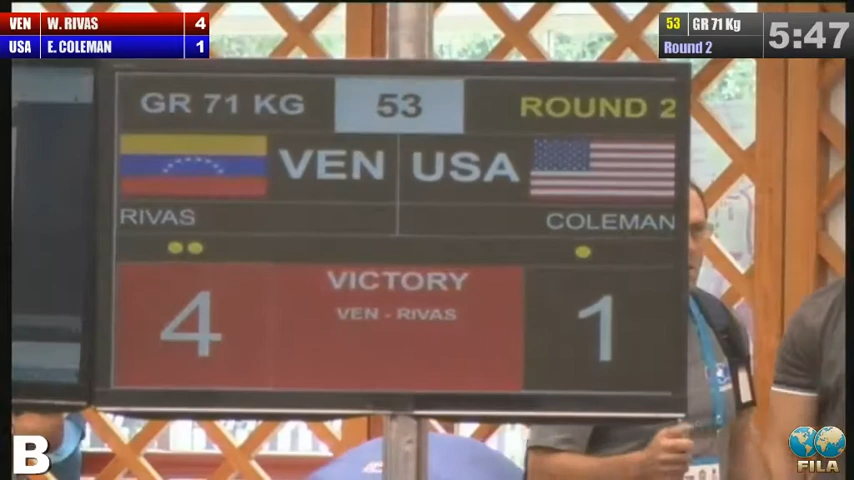 VEN W. RIVAS 4
USA E. COLEMAN 1
53 GR 71 Kg
Round 2
5:47
GR 71 KG 53 ROUND 2
VEN USA
RIVAS COLEMAN
4 VICTORY 1
VEN - RIVAS
B
FILA